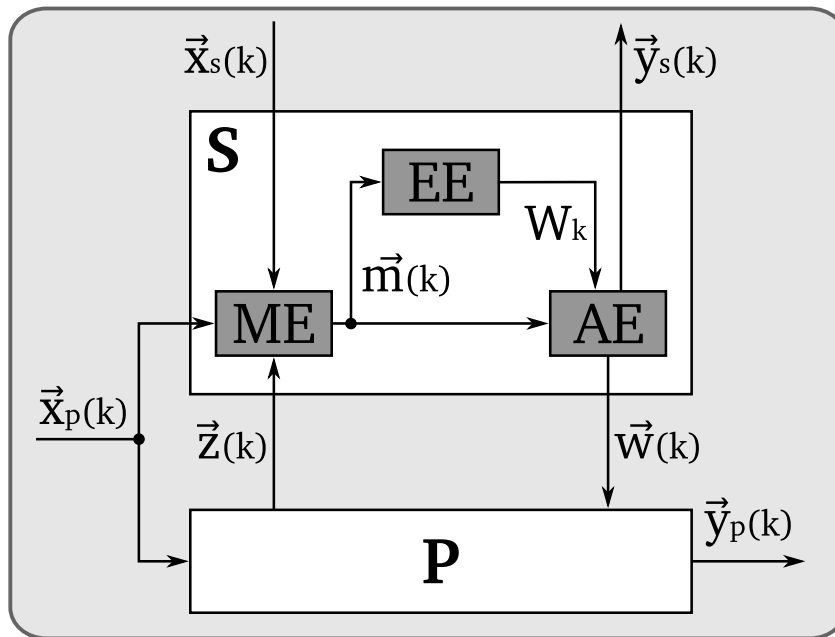 x⃗s(k)
y⃗s(k)
S
EE
Wk
m⃗(k)
ME
AE
x⃗p(k)
z⃗(k)
w⃗(k)
y⃗p(k)
P